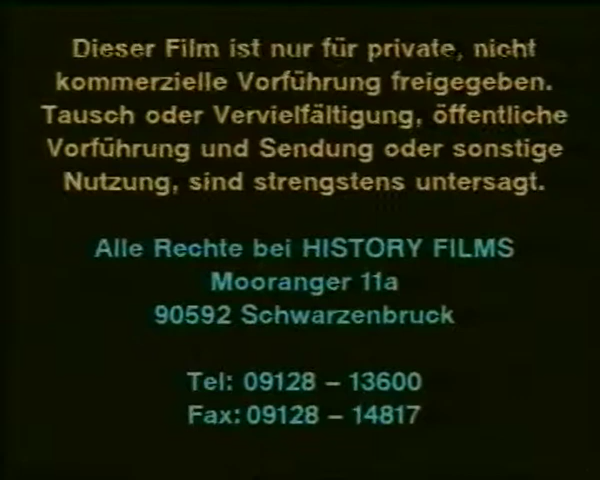 Dieser Film ist nur für private, nicht
kommerzielle Vorführung freigegeben.
Tausch oder Vervielfältigung, öffentliche
Vorführung und Sendung oder sonstige
Nutzung, sind strengstens untersagt.
Alle Rechte bei HISTORY FILMS
Mooranger 11a
90592 Schwarzenbruck
Tel: 09128 – 13600
Fax: 09128 – 14817